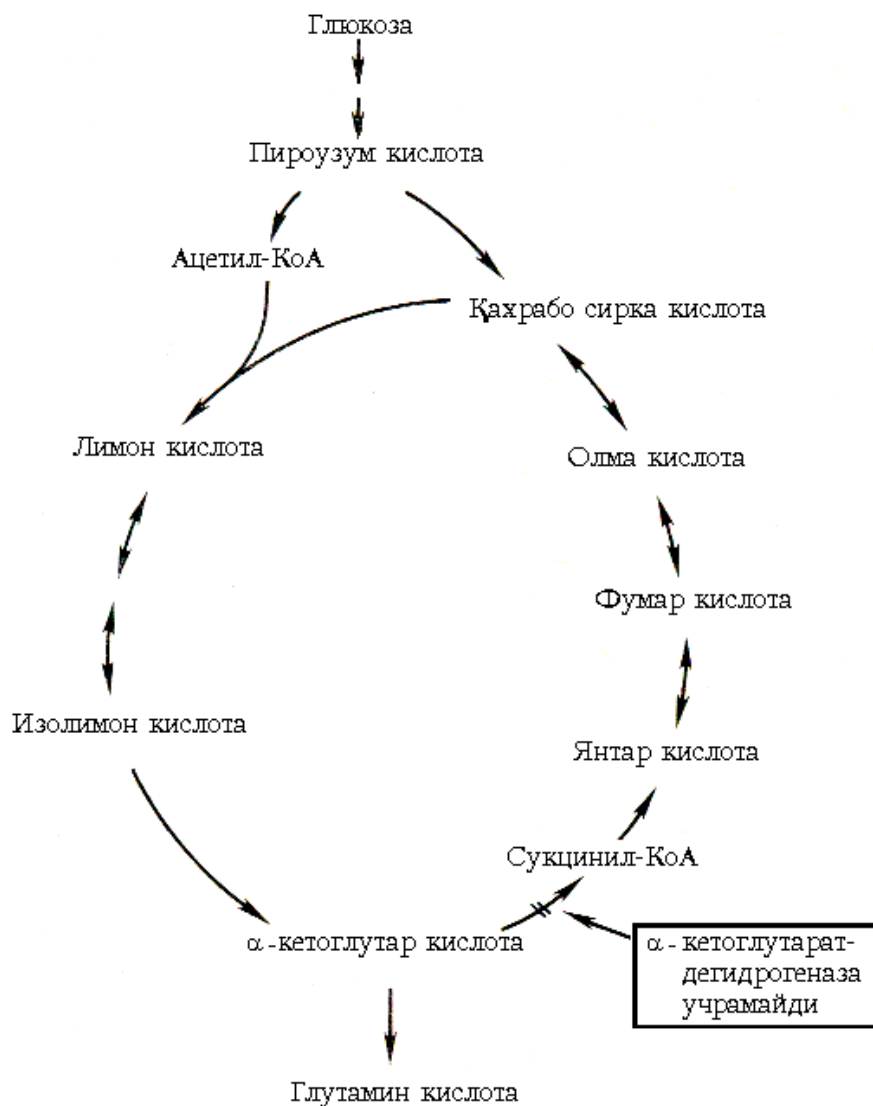 Глюкоза
Пироузум кислота
Ацетил-КоА
Қахрабо сирка кислота
Лимон кислота
Олма кислота
Фумар кислота
Изолимон кислота
Янтар кислота
Сукцинил-КоА
α-кетоглутар кислота
α- кетоглутарат-
дегидрогеназа
учрамайди
Глутамин кислота